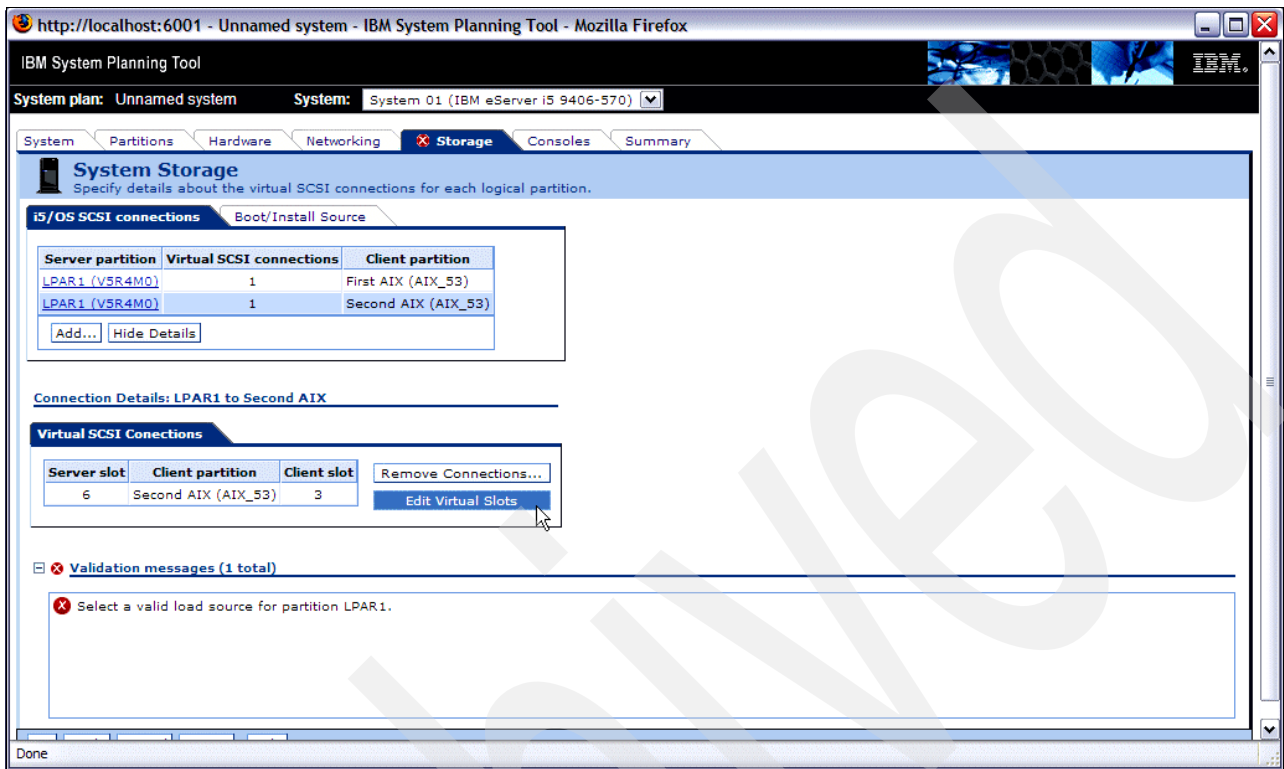 http://localhost:6001 - Unnamed system - IBM System Planning Tool - Mozilla Firefox
IBM System Planning Tool
IBM.
System plan: Unnamed system System: System 01 (IBM eServer i5 9406-570)
System Partitions Hardware Networking Storage Consoles Summary
System Storage
Specify details about the virtual SCSI connections for each logical partition.
i5/OS SCSI connections Boot/Install Source
Server partition Virtual SCSI connections Client partition
LPAR1 (V5R4M0) 1 First AIX (AIX_53)
LPAR1 (V5R4M0) 1 Second AIX (AIX_53)
Add... Hide Details
Connection Details: LPAR1 to Second AIX
Virtual SCSI Conections
Server slot Client partition Client slot Remove Connections...
6 Second AIX (AIX_53) 3 Edit Virtual Slots
Validation messages (1 total)
Select a valid load source for partition LPAR1.
Done